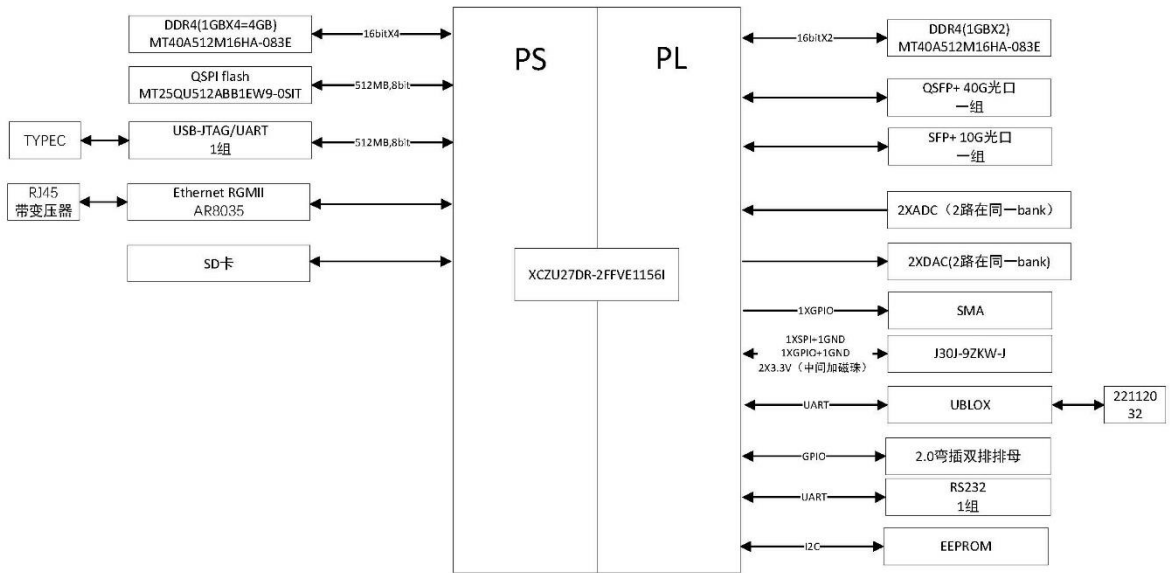 DDR4(1GBX4=4GB)
MT40A512M16HA-083E
16bitX4
QSPI flash
MT25QU512ABB1EW9-0SIT
512MB,8bit
TYPEC
USB-JTAG/UART
1组
512MB,8bit
RJ45
带变压器
Ethernet RGMII
AR8035
SD卡
PS
PL
XCZU27DR-2FFVE1156I
16bitX2
DDR4(1GBX2)
MT40A512M16HA-083E
QSFP+ 40G光口
一组
SFP+ 10G光口
一组
2XADC（2路在同一bank）
2XDAC(2路在同一bank)
1XGPIO
SMA
1XSPI+1GND
1XGPIO+1GND
2X3.3V（中间加磁珠）
J30J-9ZKW-J
UART
UBLOX
221120
32
GPIO
2.0弯插双排排母
UART
RS232
1组
I2C
EEPROM